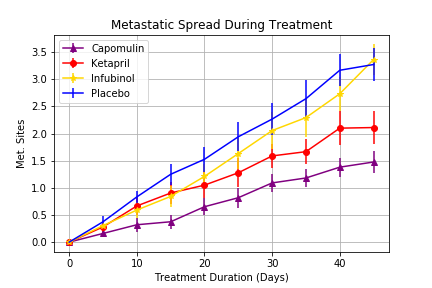 Metastatic Spread During Treatment
Capomulin
Ketapril
Infubinol
Placebo
3.5
3.0
2.5
2.0
1.5
1.0
0.5
0.0
Met. Sites
0 10 20 30 40
Treatment Duration (Days)